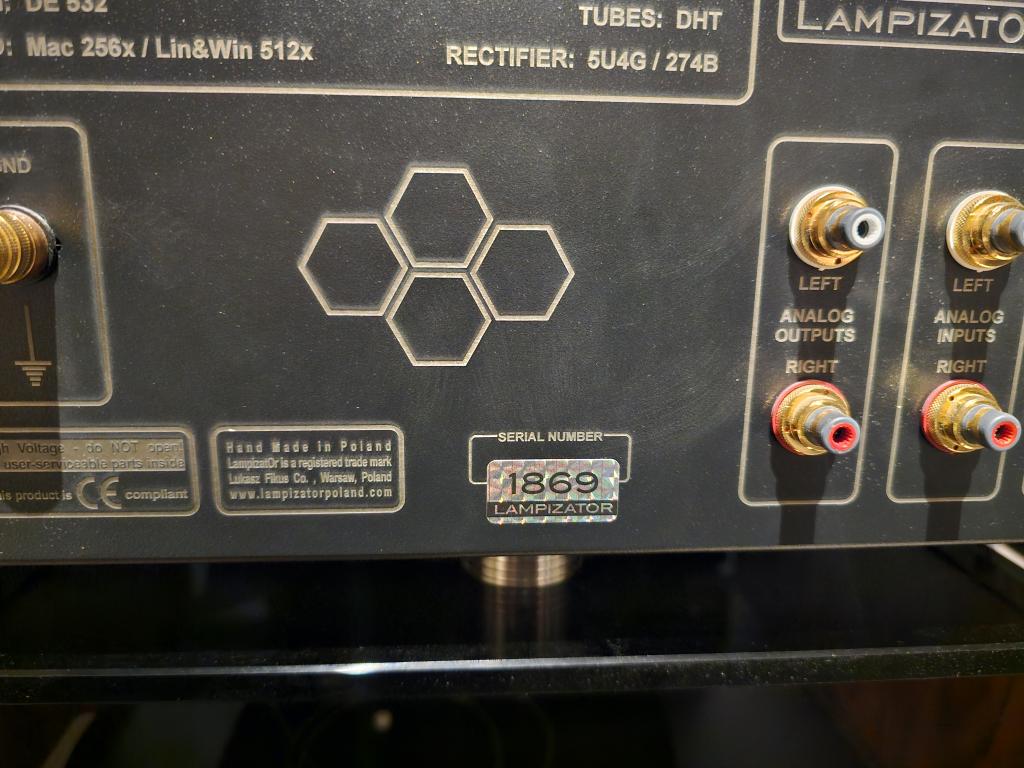 DE 532
TUBES: DHT
LAMPIZATO
Mac 256x / Lin&Win 512x
RECTIFIER: 5U4G / 274B
GND
LEFT
ANALOG
OUTPUTS
RIGHT
LEFT
ANALOG
INPUTS
RIGHT
Voltage - do NOT open!
user-serviceable parts inside
this product is CE compliant
Hand Made in Poland
LampizatOr is a registered trade mark
Lukasz Fikus Co. , Warsaw, Poland
www.lampizatorpoland.com
SERIAL NUMBER
1869
LAMPIZATOR